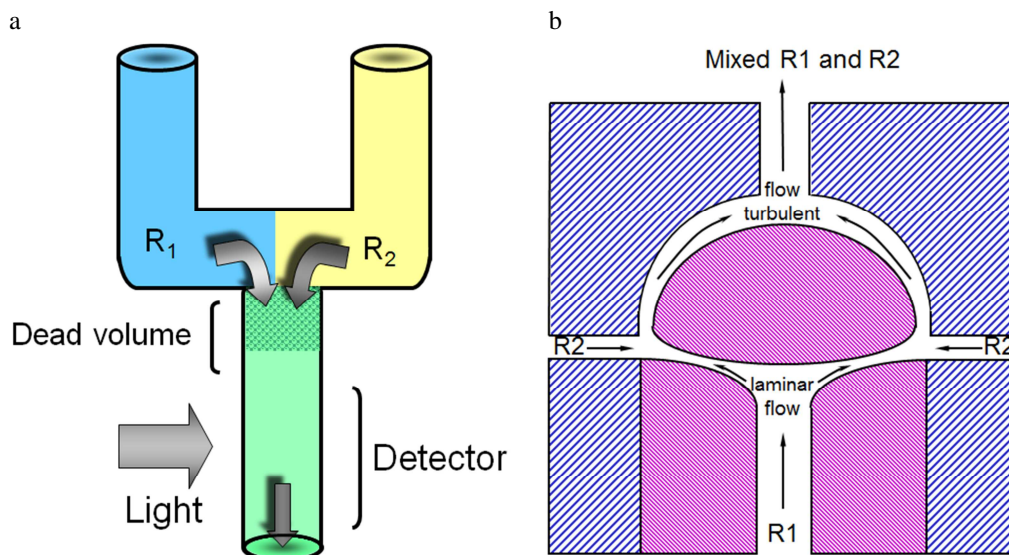 a
R1
R2
Dead volume
Light
Detector
b
Mixed R1 and R2
flow
turbulent
R2
R2
laminar
flow
R1